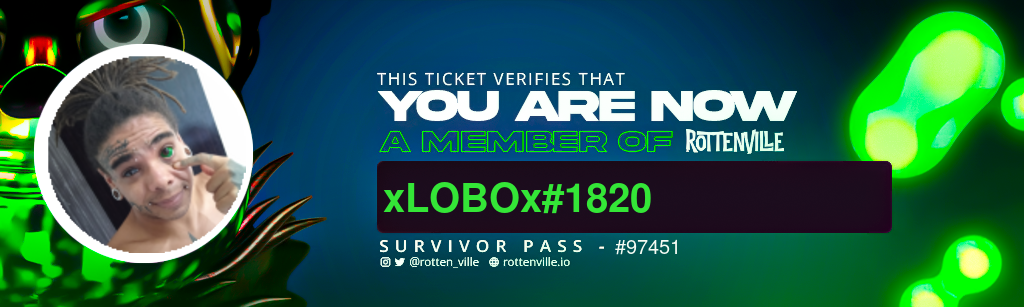 THIS TICKET VERIFIES THAT
YOU ARE NOW
A MEMBER OF ROTTENVILLE
xLOBOx#1820
SURVIVOR PASS - #97451
@rotten_ville rottenville.io